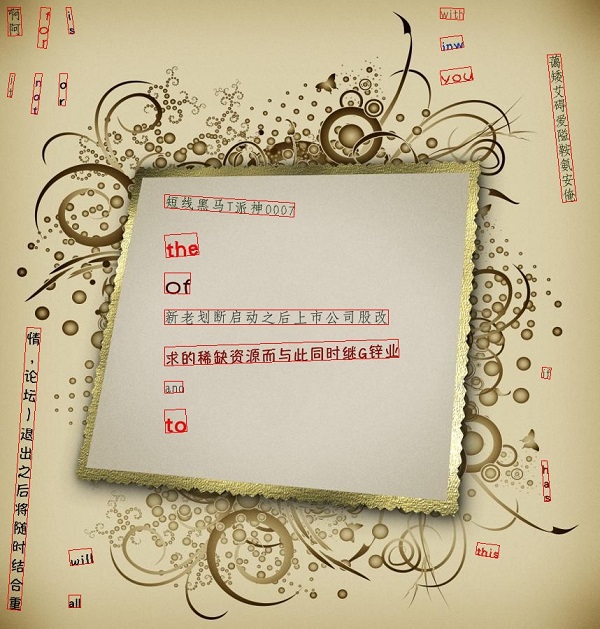 啊阿
for
is
with
inw
you
not
or
蔼矮艾碍爱隘鞍氨安俺
短线黑马T派神0007
the
Of
新老划断启动之后上市公司股改
求的稀缺资源而与此同时继G锌业
and
to
情，论坛)退出之后将随时结合重
if
has
this
will
all